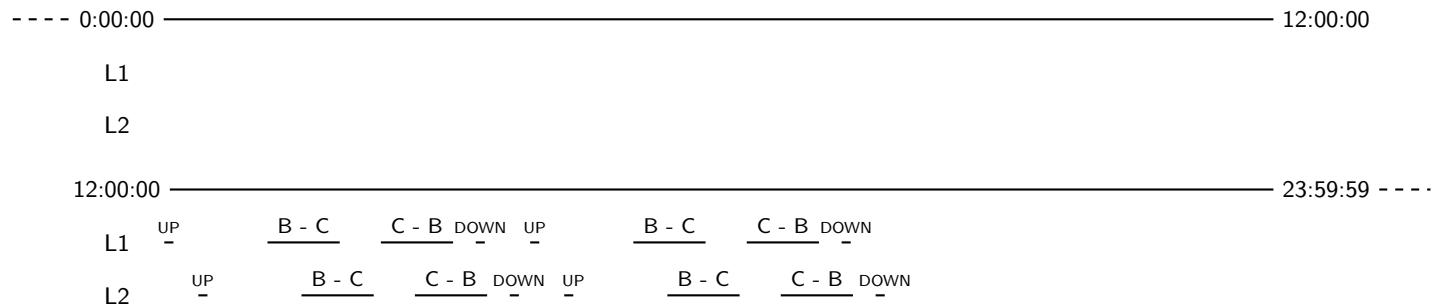 0:00:00 12:00:00
L1
L2
12:00:00 23:59:59
UP B - C C - B DOWN UP B - C C - B DOWN
L1
UP B - C C - B DOWN UP B - C C - B DOWN
L2